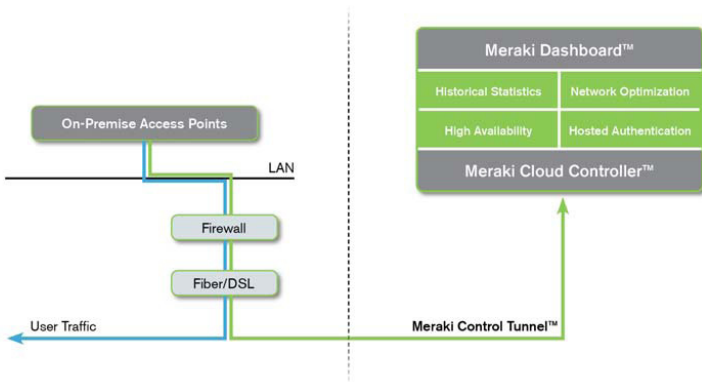 On-Premise Access Points
LAN
Firewall
Fiber/DSL
User Traffic
Meraki Dashboard™
Historical Statistics
Network Optimization
High Availability
Hosted Authentication
Meraki Cloud Controller™
Meraki Control Tunnel™